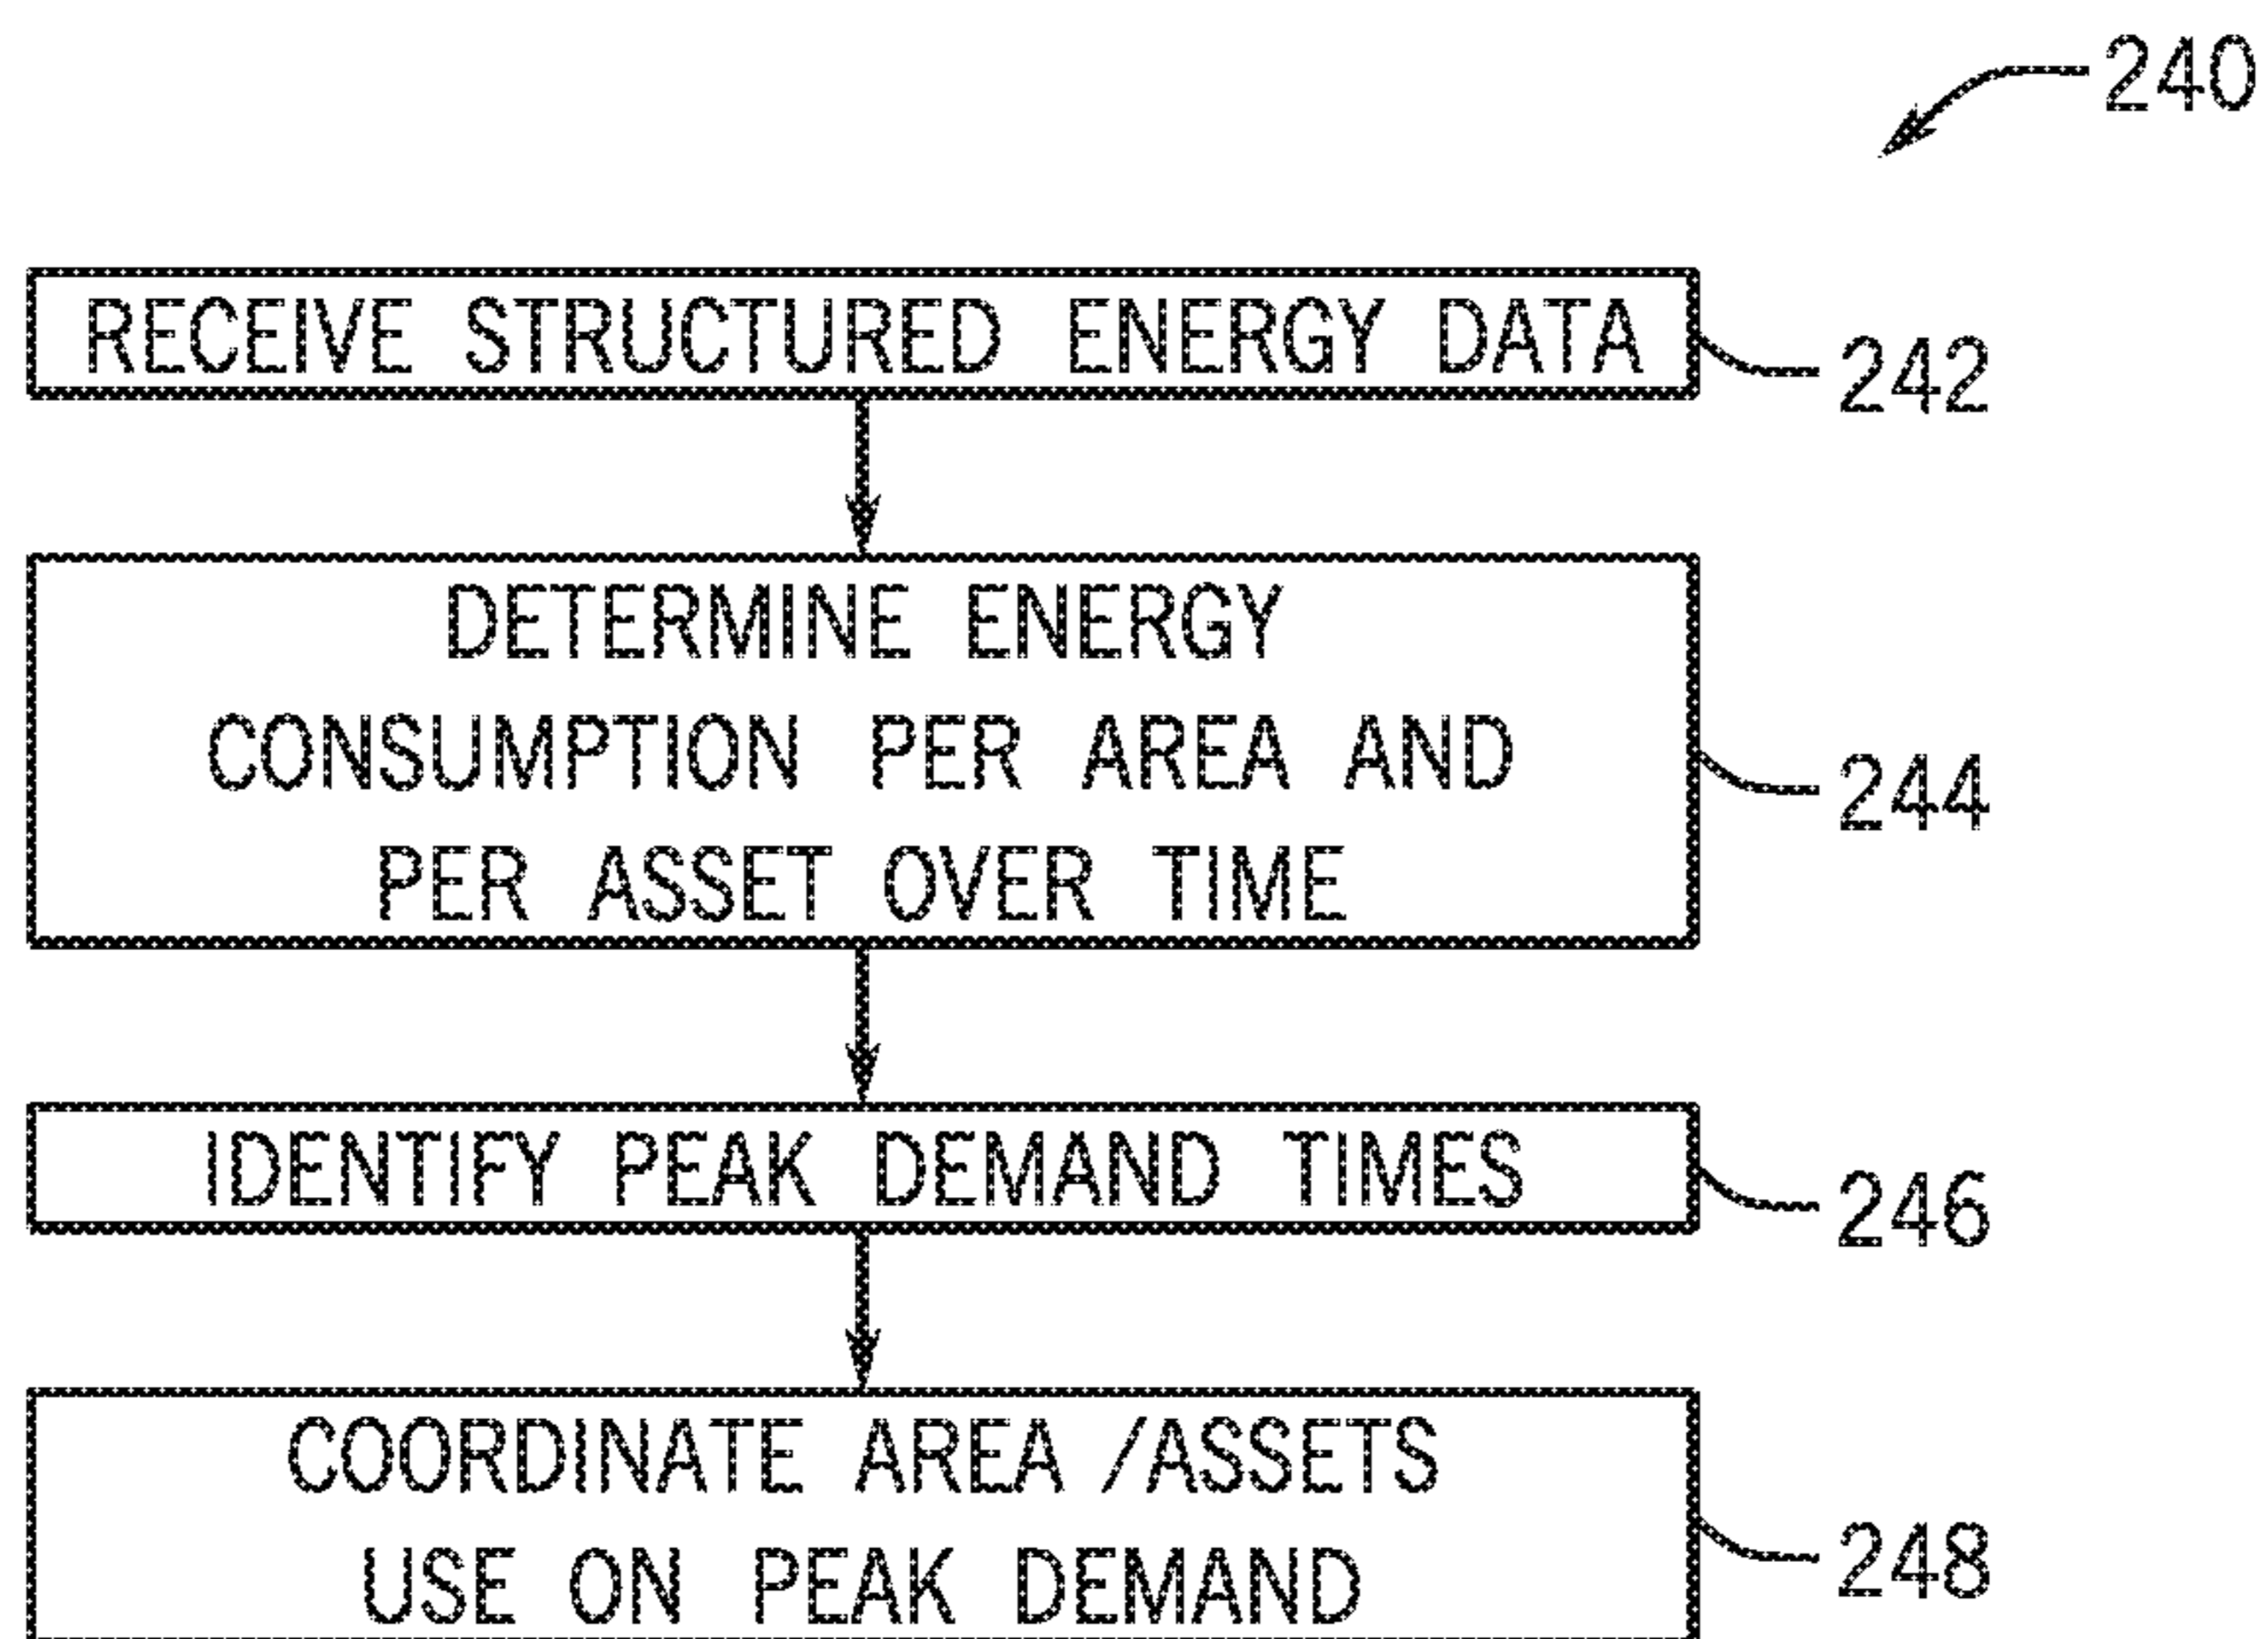 240
RECEIVE STRUCTURED ENERGY DATA
242
DETERMINE ENERGY
CONSUMPTION PER AREA AND
PER ASSET OVER TIME
244
IDENTIFY PEAK DEMAND TIMES
246
COORDINATE AREA /ASSETS
USE ON PEAK DEMAND
248